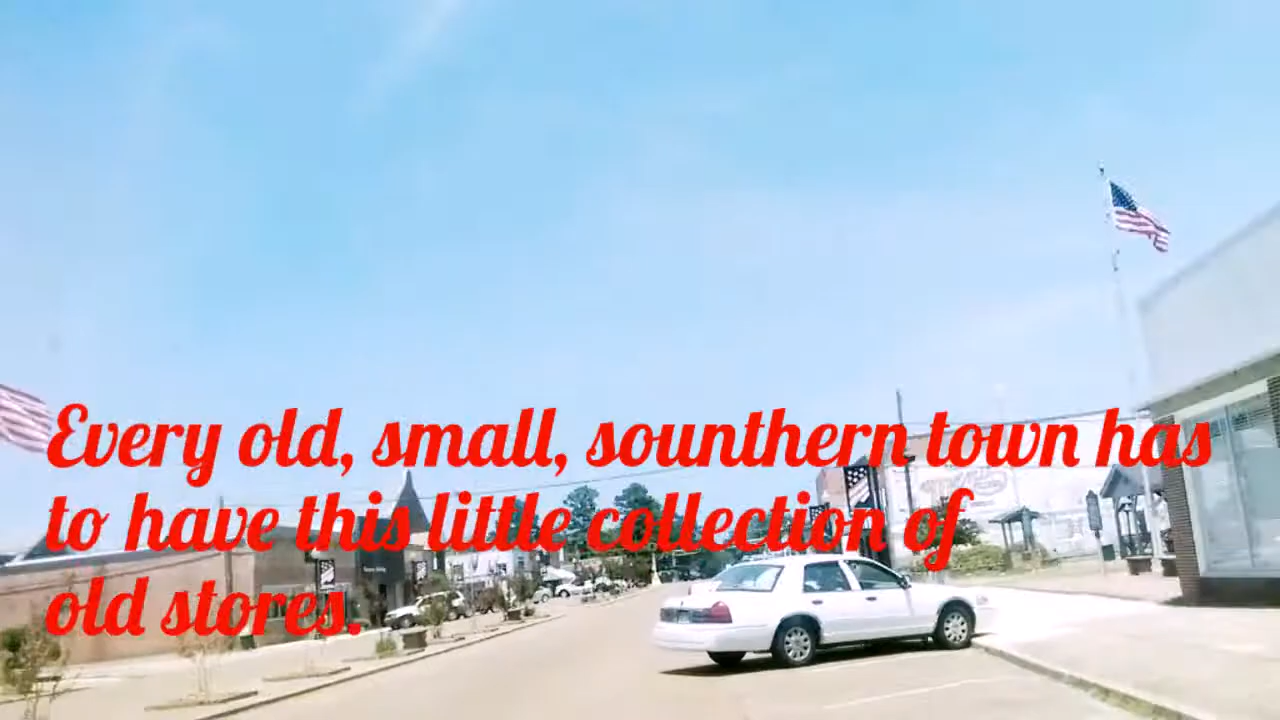 Every old, small, sounthern town has
to have this little collection of
old stores.